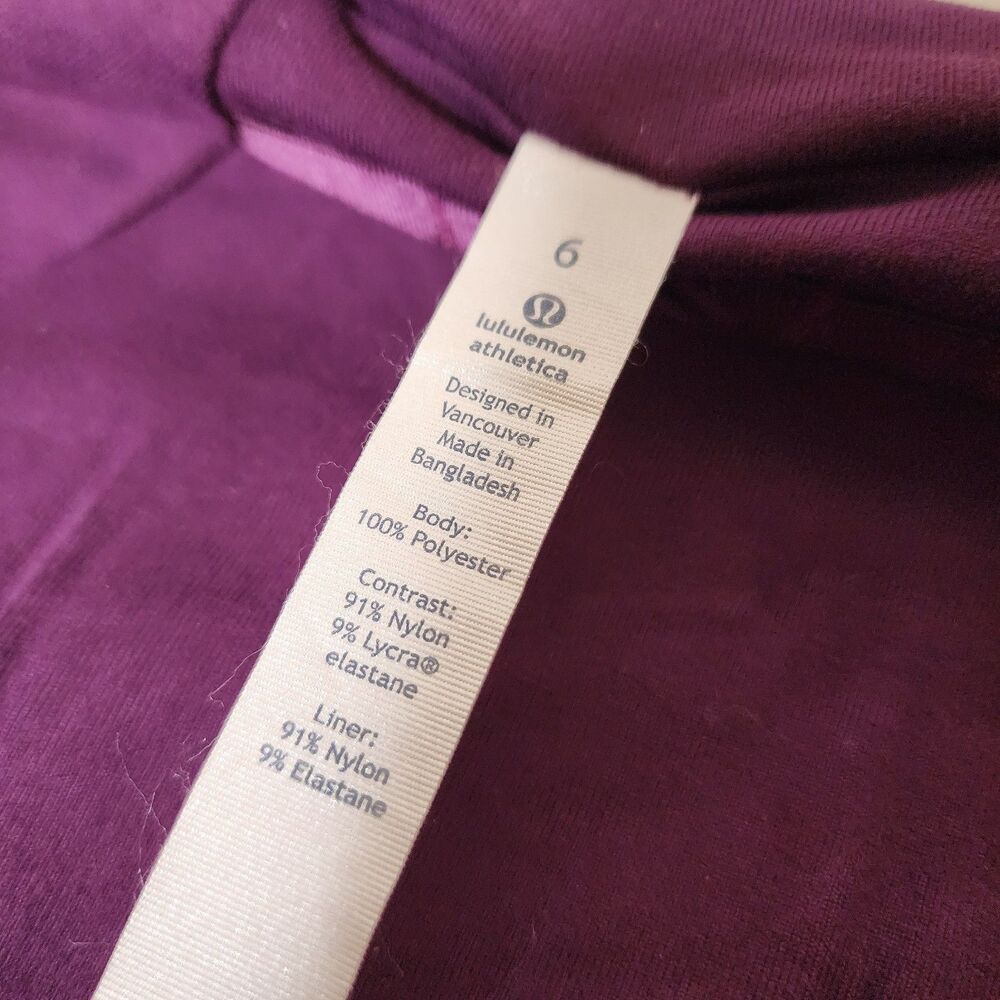 6
lululemon
athletica
Designed in
Vancouver
Made in
Bangladesh
Body:
100% Polyester
Contrast:
91% Nylon
9% Lycra®
elastane
Liner:
91% Nylon
9% Elastane